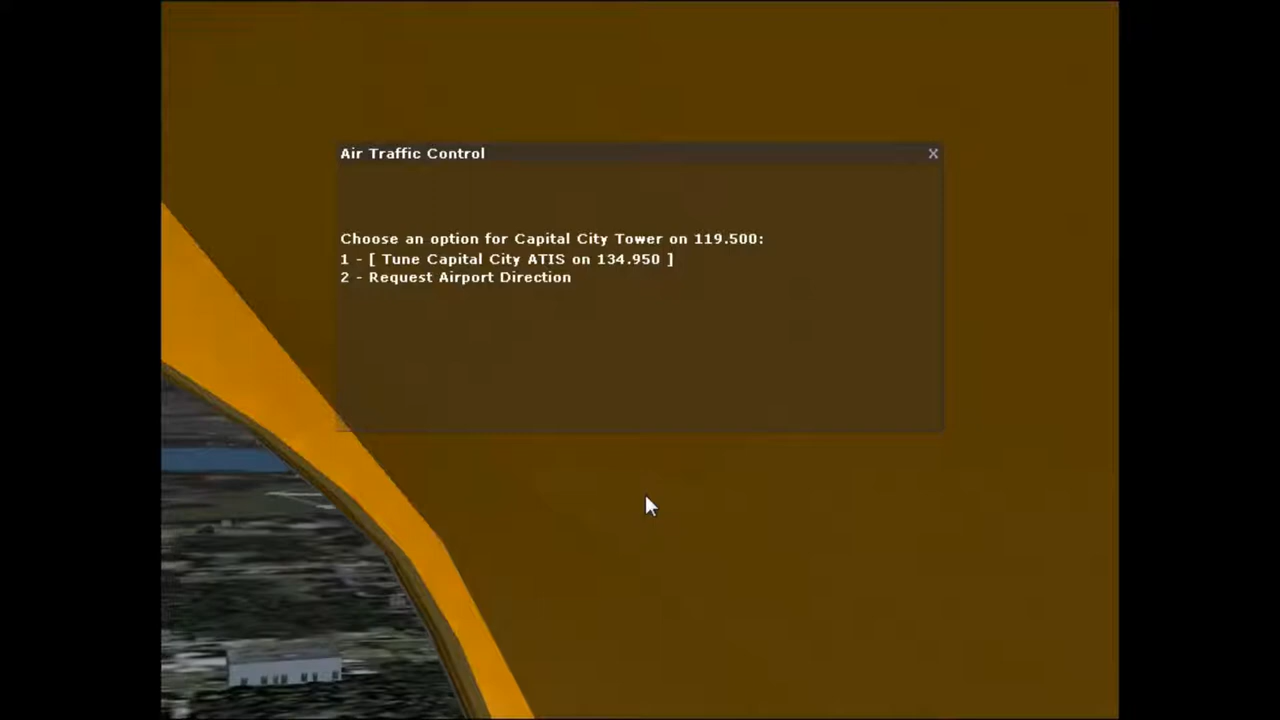 Air Traffic Control X
Choose an option for Capital City Tower on 119.500:
1 - [ Tune Capital City ATIS on 134.950 ]
2 - Request Airport Direction